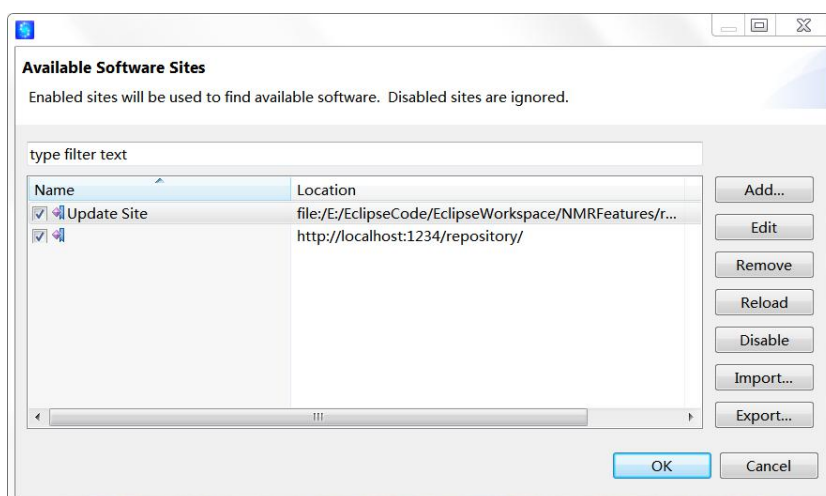 Available Software Sites
Enabled sites will be used to find available software. Disabled sites are ignored.
type filter text
Name Location
Update Site file:/E:/EclipseCode/EclipseWorkspace/NMRFeatures/r...
http://localhost:1234/repository/
Add...
Edit
Remove
Reload
Disable
Import...
Export...
OK Cancel